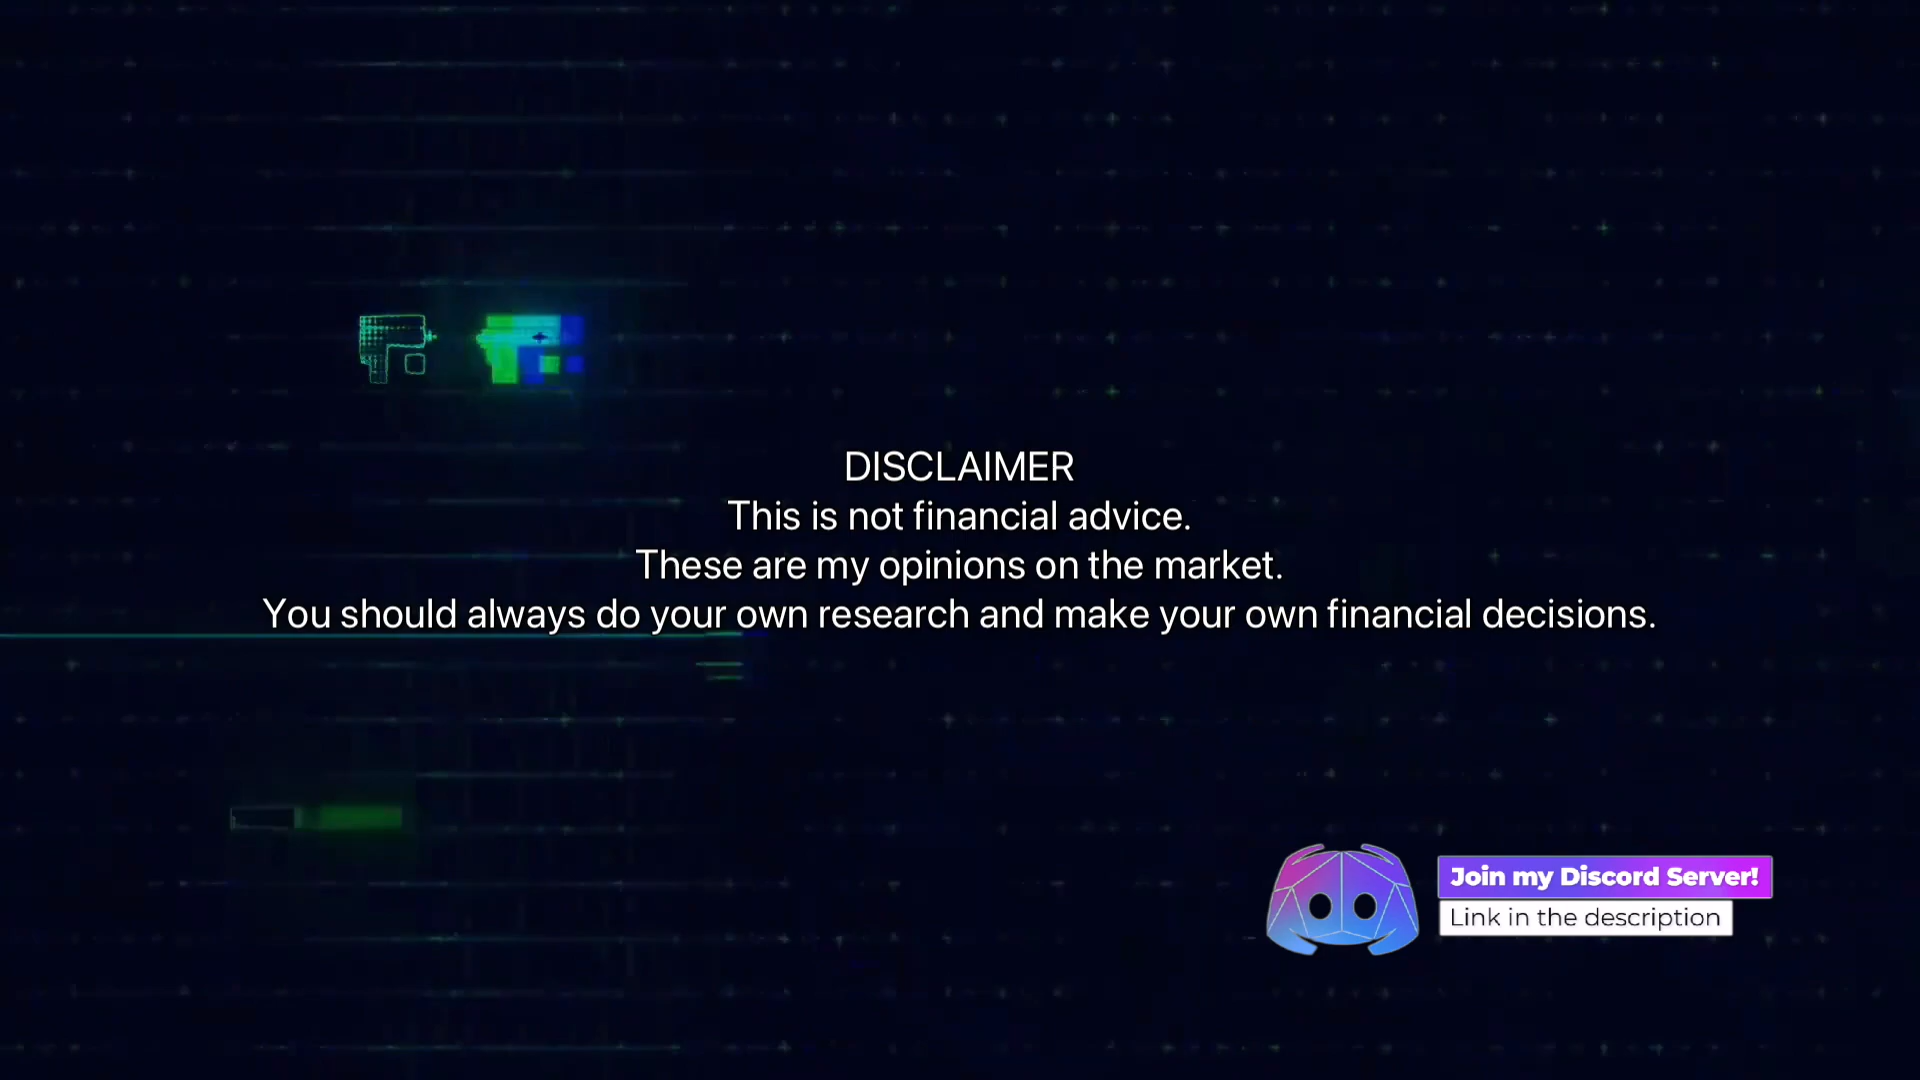 DISCLAIMER
This is not financial advice.
These are my opinions on the market.
You should always do your own research and make your own financial decisions.
Join my Discord Server!
Link in the description